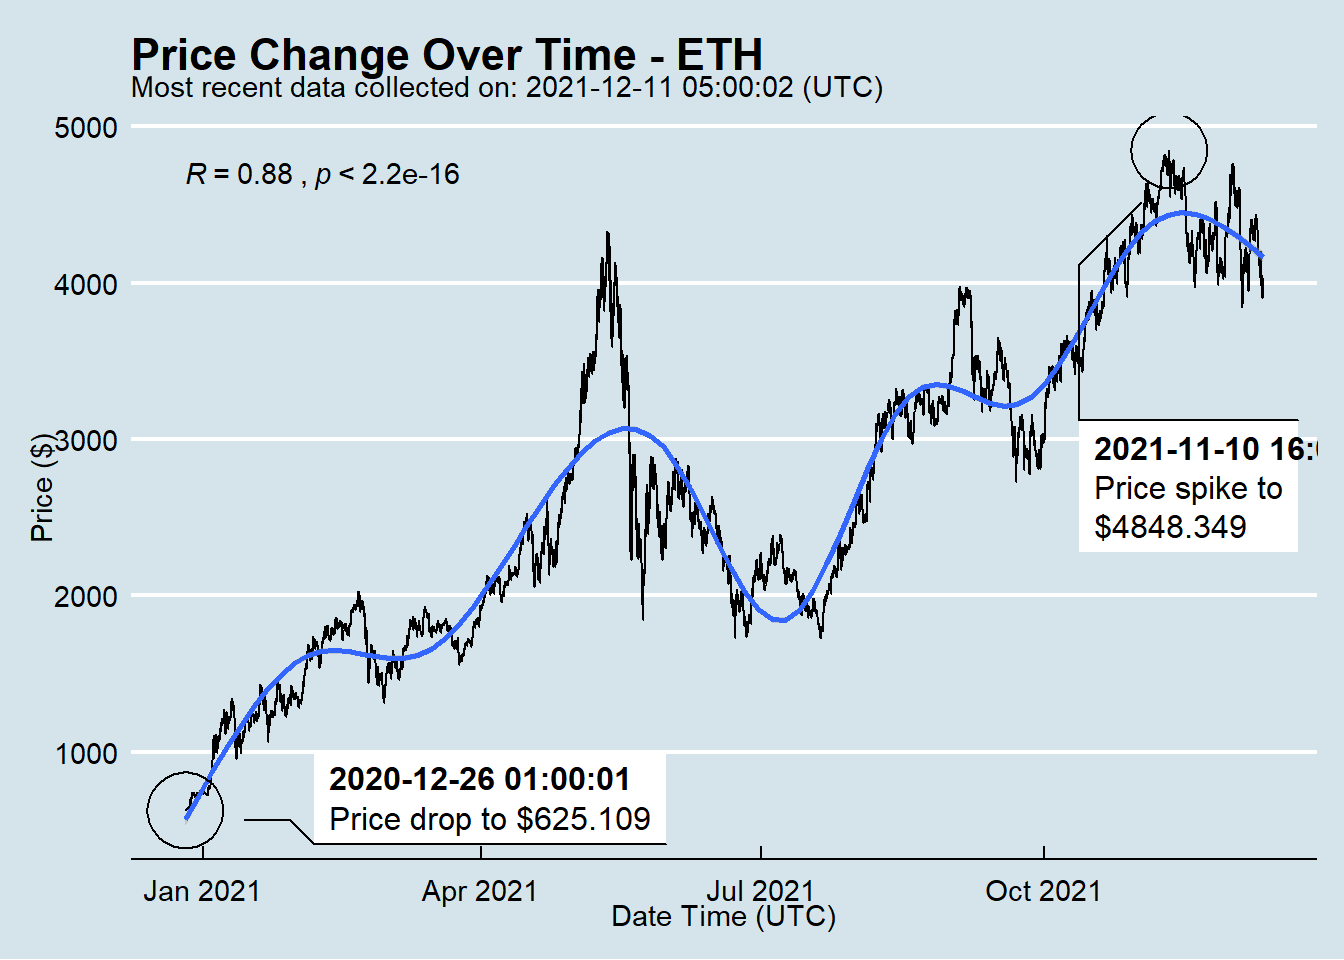 Price Change Over Time - ETH
Most recent data collected on: 2021-12-11 05:00:02 (UTC)
R = 0.88 , p < 2.2e-16
5000
4000
3000
2000
1000
Price ($)
2021-11-10 16:0
Price spike to
$4848.349
2020-12-26 01:00:01
Price drop to $625.109
Jan 2021
Apr 2021
Jul 2021
Oct 2021
Date Time (UTC)